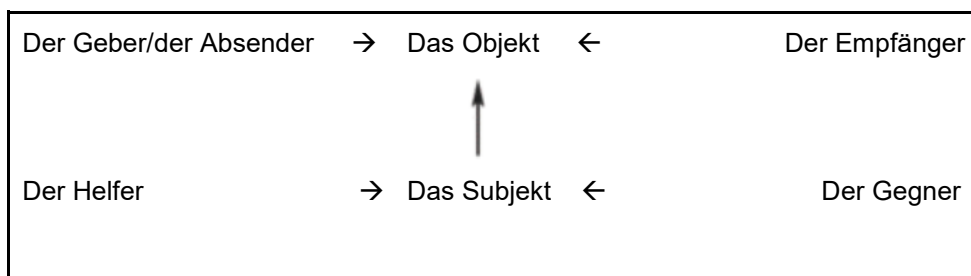 Der Geber/der Absender → Das Objekt ← Der Empfänger
Der Helfer → Das Subjekt ← Der Gegner